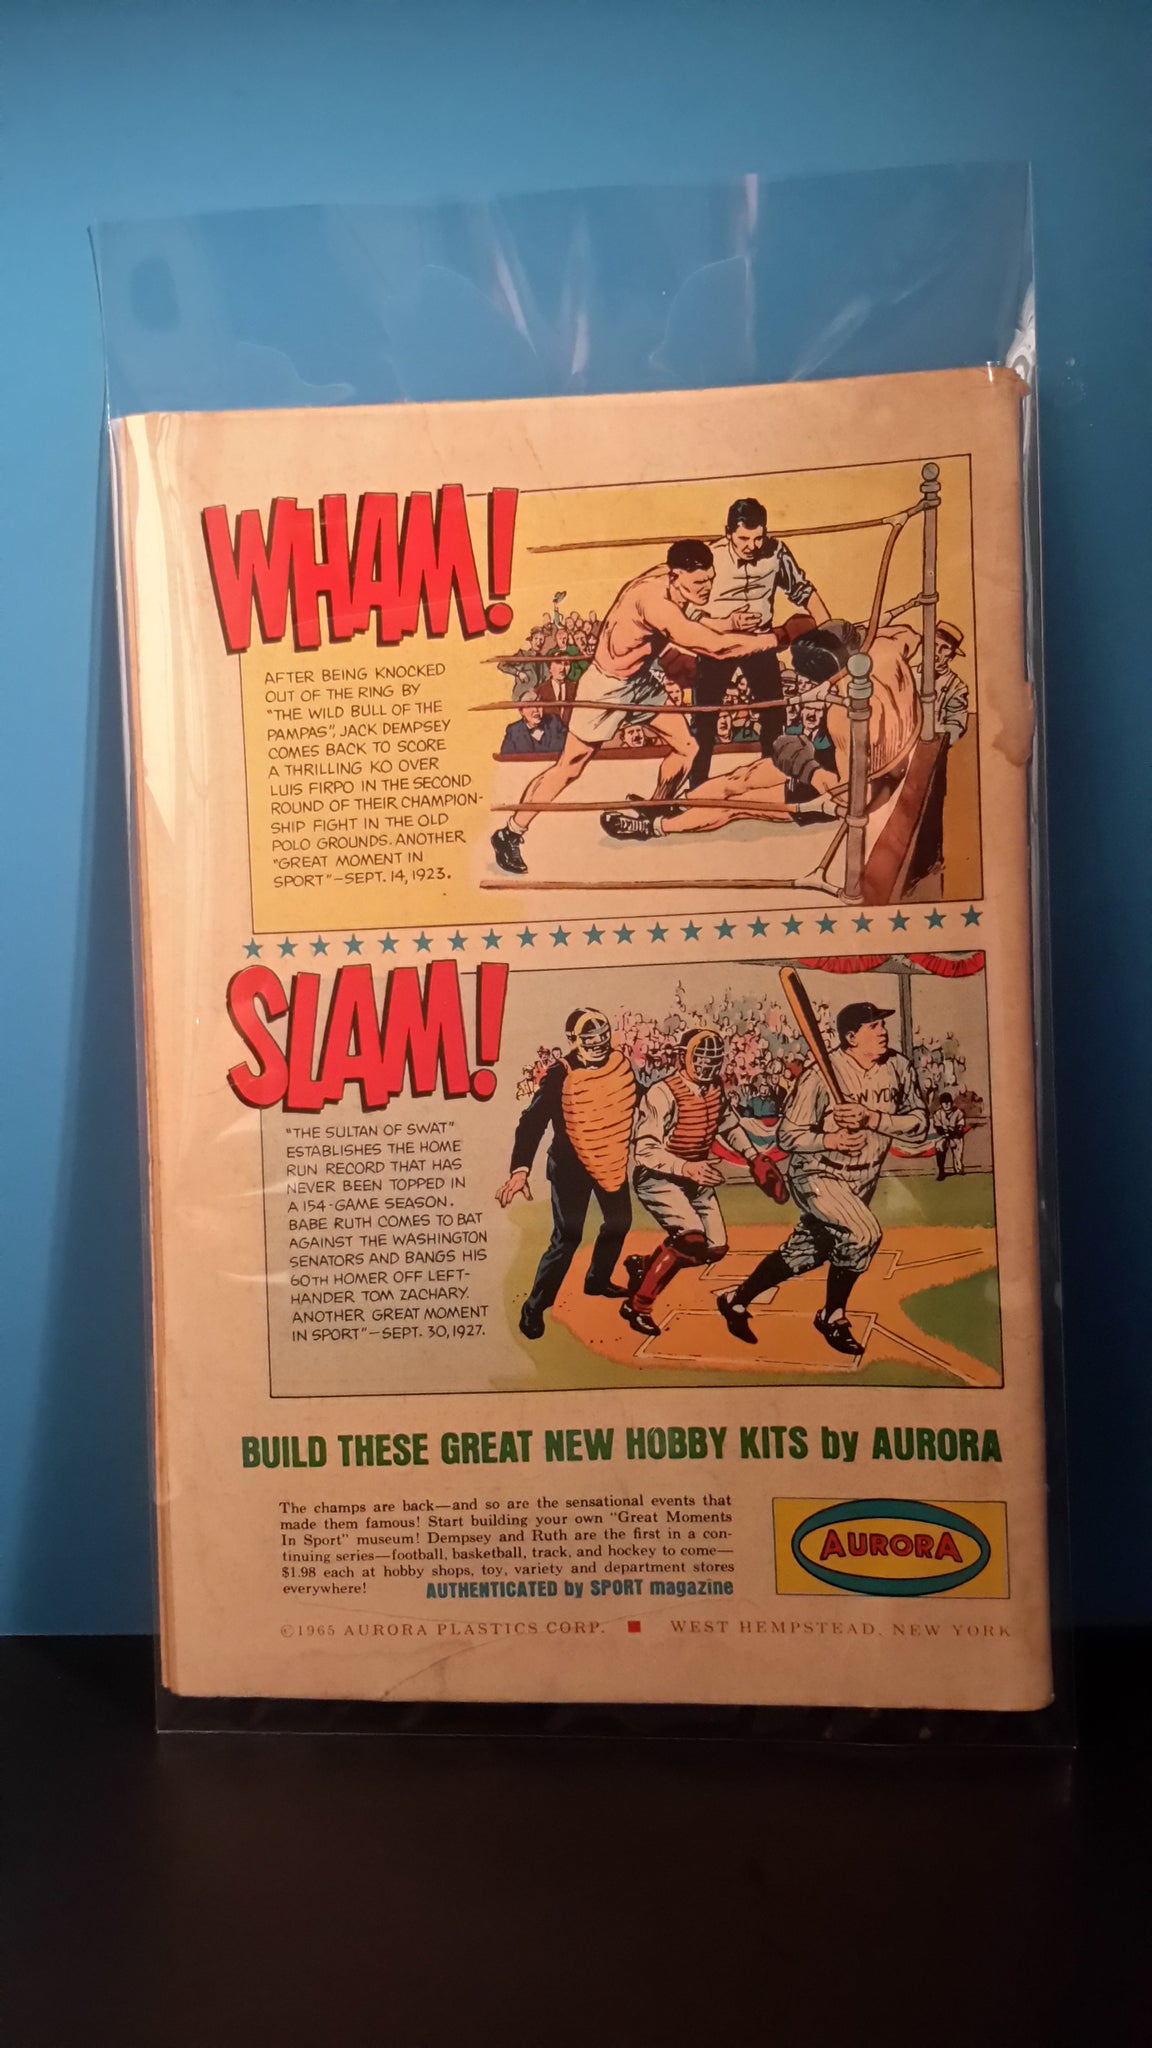 WHAM!
AFTER BEING KNOCKED
OUT OF THE RING BY
"THE WILD BULL OF THE
PAMPAS", JACK DEMPSEY
COMES BACK TO SCORE
A THRILLING KO OVER
LUIS FIRPO IN THE SECOND
ROUND OF THEIR CHAMPION-
SHIP FIGHT IN THE OLD
POLO GROUNDS. ANOTHER
"GREAT MOMENT IN
SPORT"—SEPT. 14, 1923.
SLAM!
"THE SULTAN OF SWAT"
ESTABLISHES THE HOME
RUN RECORD THAT HAS
NEVER BEEN TOPPED IN
A 154-GAME SEASON.
BABE RUTH COMES TO BAT
AGAINST THE WASHINGTON
SENATORS AND BANGS HIS
60TH HOMER OFF LEFT-
HANDER TOM ZACHARY.
ANOTHER GREAT MOMENT
IN SPORT"—SEPT. 30, 1927.
EW YORK
BUILD THESE GREAT NEW HOBBY KITS by AURORA
The champs are back—and so are the sensational events that
made them famous! Start building your own "Great Moments
In Sport" museum! Dempsey and Ruth are the first in a con-
tinuing series—football, basketball, track, and hockey to come—
$1.98 each at hobby shops, toy, variety and department stores
everywhere! AUTHENTICATED by SPORT magazine
AURORA
©1965 AURORA PLASTICS CORP. ■ WEST HEMPSTEAD, NEW YORK